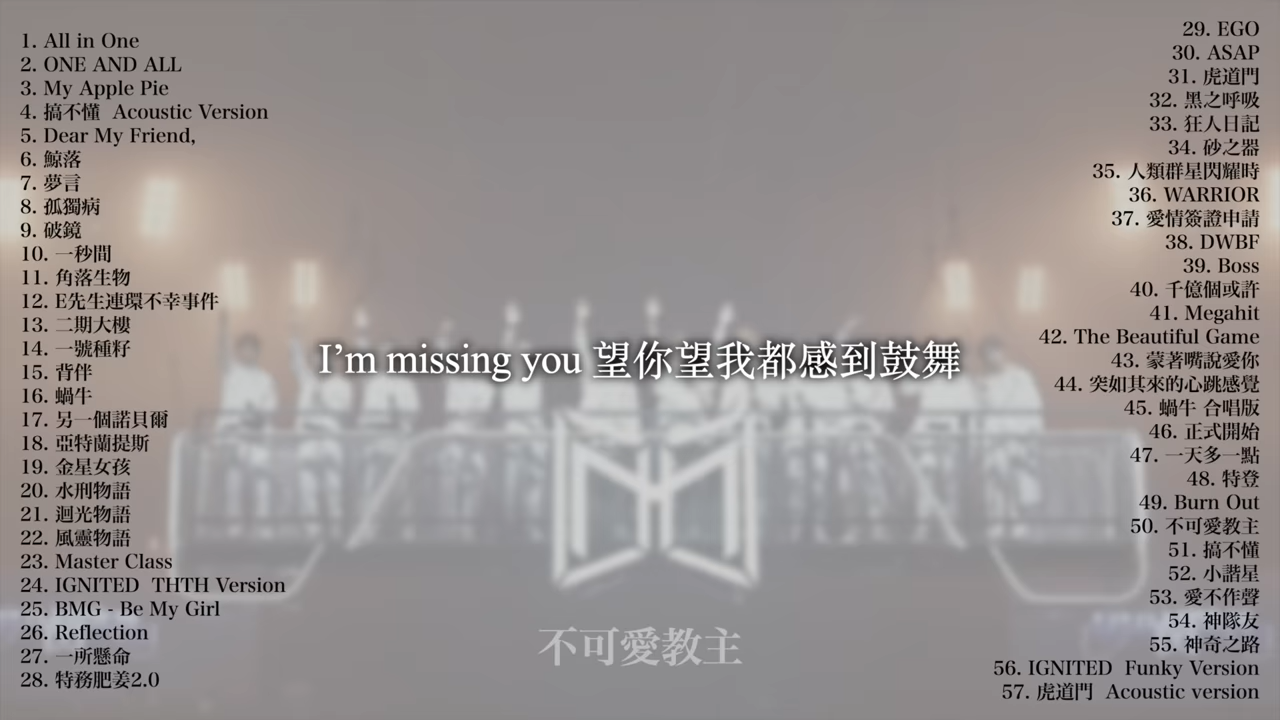 1. All in One
2. ONE AND ALL
3. My Apple Pie
4. 搞不懂 Acoustic Version
5. Dear My Friend,
6. 鯨落
7. 夢言
8. 孤獨病
9. 破鏡
10. 一秒間
11. 角落生物
12. E先生連環不幸事件
13. 二期大樓
14. 一號種籽
15. 背伴
16. 蝸牛
17. 另一個諾貝爾
18. 亞特蘭提斯
19. 金星女孩
20. 水刑物語
21. 迴光物語
22. 風靈物語
23. Master Class
24. IGNITED THTH Version
25. BMG - Be My Girl
26. Reflection
27. 一所懸命
28. 特務肥姜2.0
I'm missing you 望你望我都感到鼓舞
不可愛教主
29. EGO
30. ASAP
31. 虎道門
32. 黑之呼吸
33. 狂人日記
34. 砂之器
35. 人類群星閃耀時
36. WARRIOR
37. 愛情簽證申請
38. DWBF
39. Boss
40. 千億個或許
41. Megahit
42. The Beautiful Game
43. 蒙著嘴說愛你
44. 突如其來的心跳感覺
45. 蝸牛 合唱版
46. 正式開始
47. 一天多一點
48. 特登
49. Burn Out
50. 不可愛教主
51. 搞不懂
52. 小諧星
53. 愛不作聲
54. 神隊友
55. 神奇之路
56. IGNITED Funky Version
57. 虎道門 Acoustic version